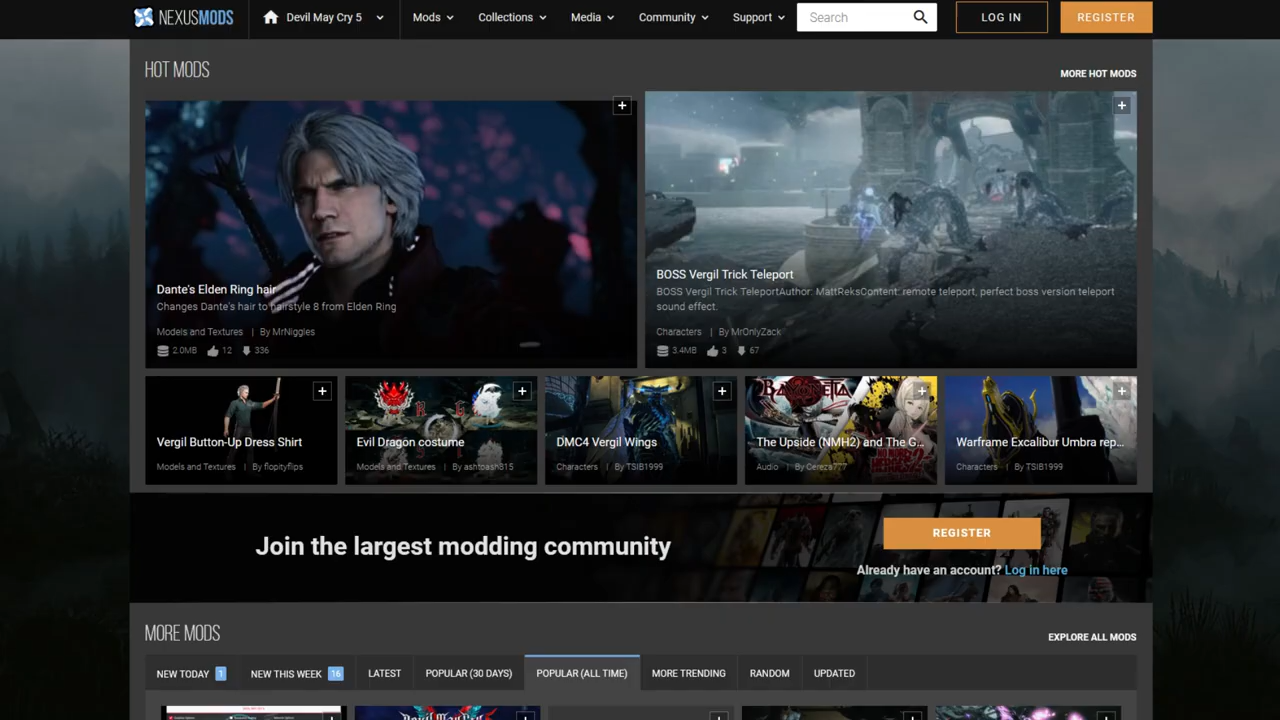 NEXUSMODS
Devil May Cry 5
Mods
Collections
Media
Community
Support
Search
LOG IN
REGISTER
HOT MODS
MORE HOT MODS
Dante's Elden Ring hair
Changes Dante's hair to hairstyle 8 from Elden Ring
Models and Textures | By MrNiggles
2.0MB 12 336
BOSS Vergil Trick Teleport
BOSS Vergil Trick TeleportAuthor: MattReksContent: remote teleport, perfect boss version teleport
sound effect.
Characters | By MrOnlyZack
3.4MB 3 67
Vergil Button-Up Dress Shirt
Models and Textures | By flopityflips
Evil Dragon costume
Models and Textures | By ashtoash815
DMC4 Vergil Wings
Characters | By TSIB1999
BAYONETTA
The Upside (NMH2) and The G...
Audio | By Cereza777
Warframe Excalibur Umbra rep...
Characters | By TSIB1999
Join the largest modding community
REGISTER
Already have an account? Log in here
MORE MODS
EXPLORE ALL MODS
NEW TODAY 1
NEW THIS WEEK 16
LATEST
POPULAR (30 DAYS)
POPULAR (ALL TIME)
MORE TRENDING
RANDOM
UPDATED